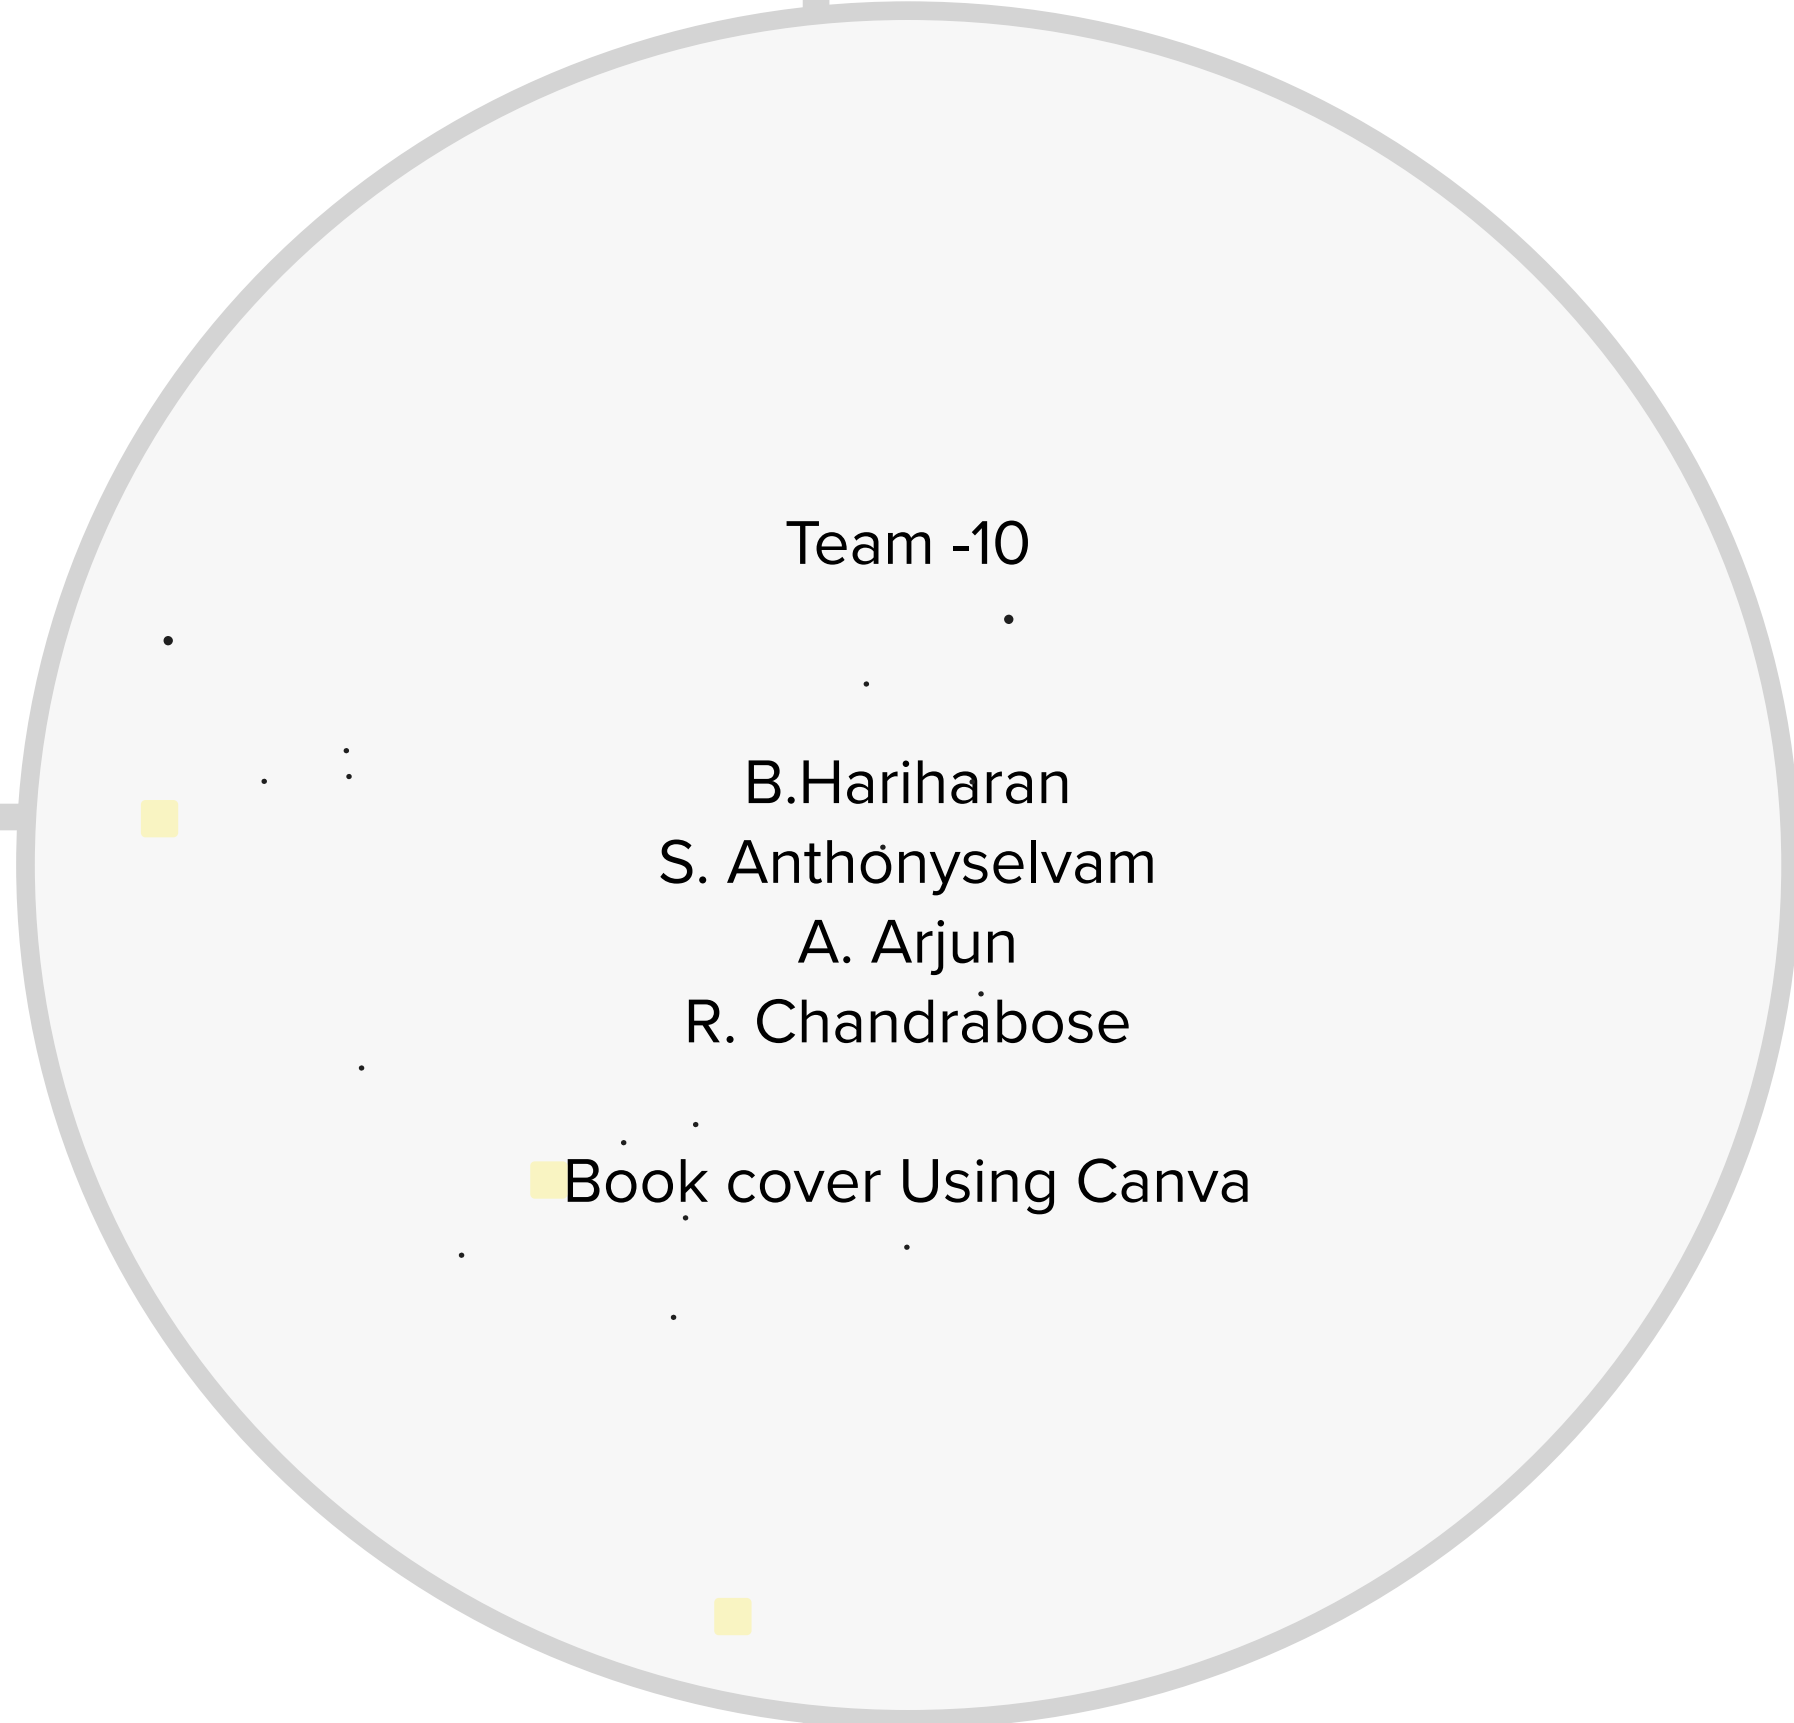 Team -10
B.Hariharan
S. Anthonyselvam
A. Arjun
R. Chandrabose
Book cover Using Canva